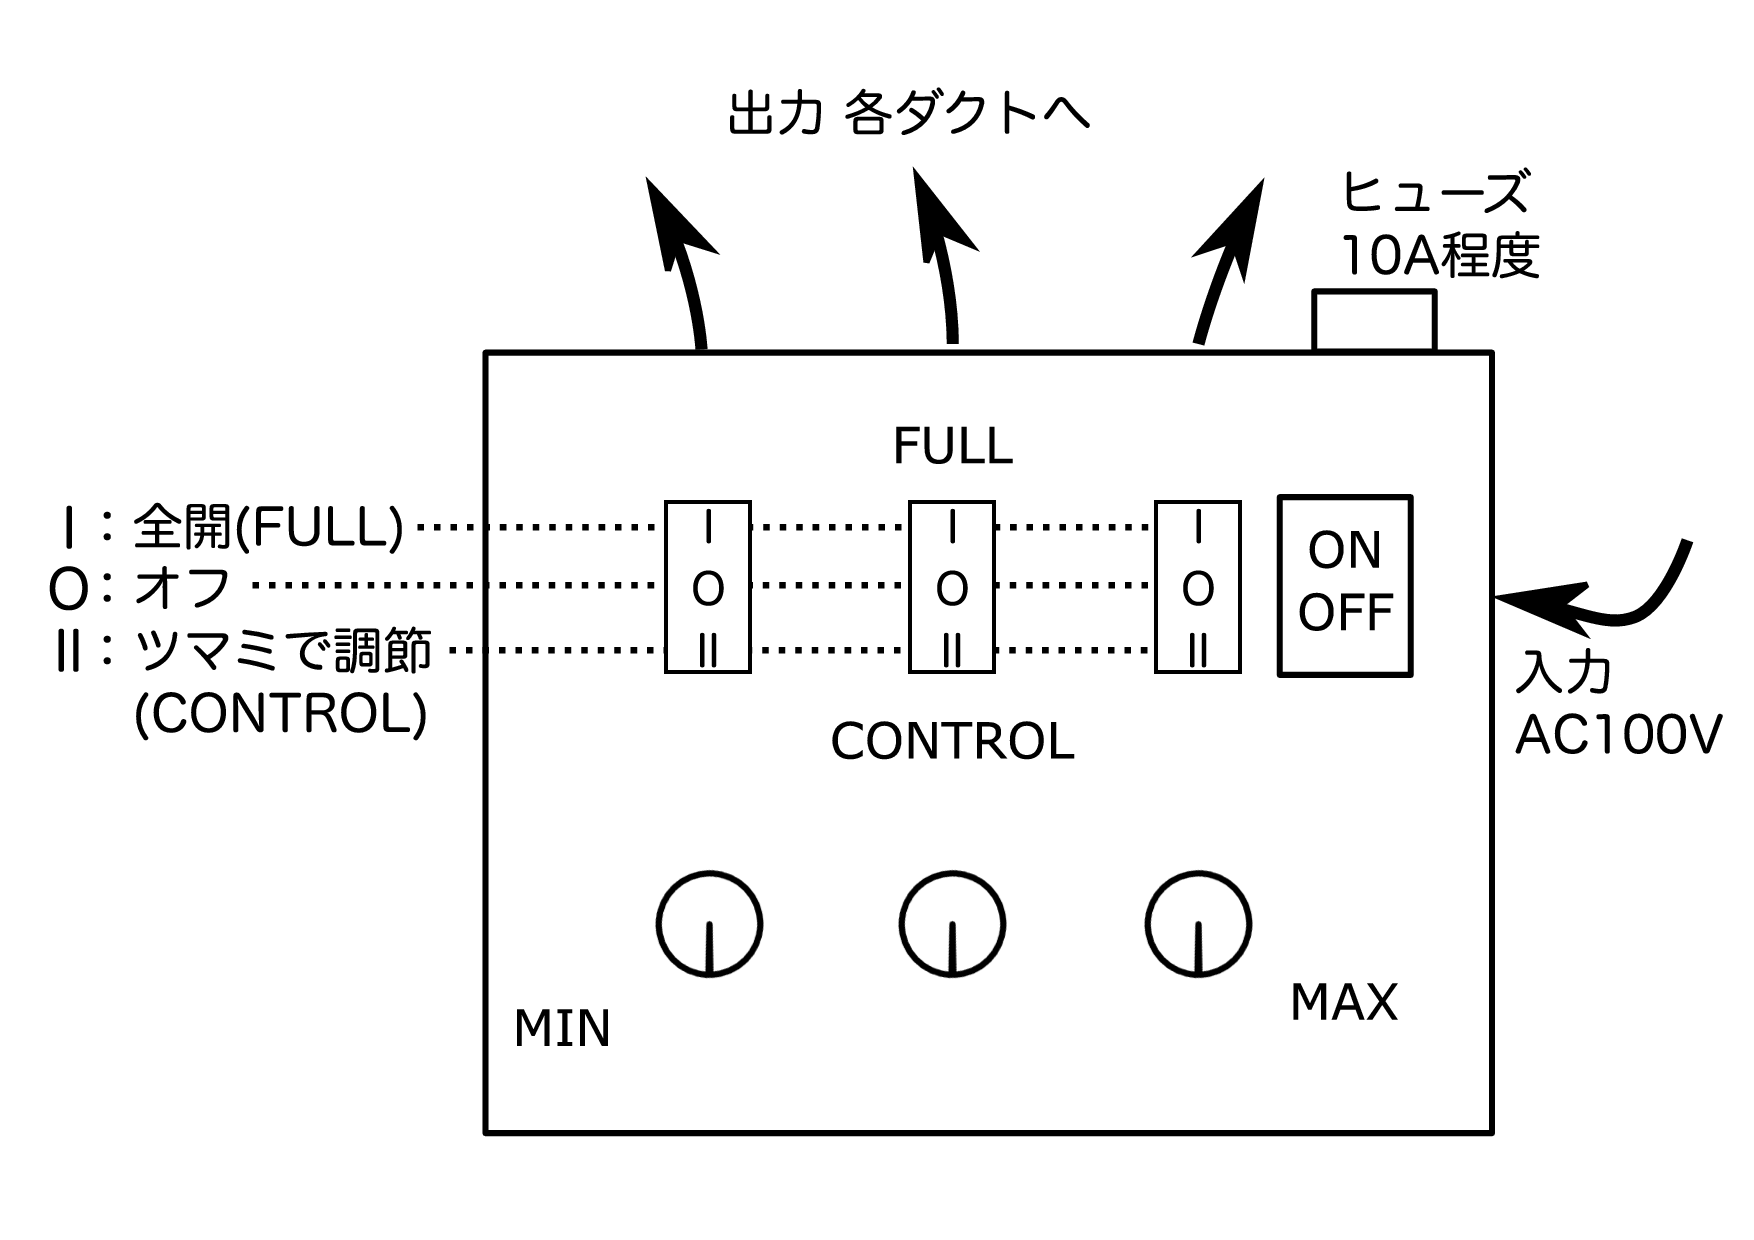 出力 各ダクトへ
ヒューズ
10A程度
FULL
I：全開(FULL)
O：オフ
II：ツマミで調節
(CONTROL)
I
O
II
I
O
II
I
O
II
ON
OFF
入力
AC100V
CONTROL
MIN
MAX